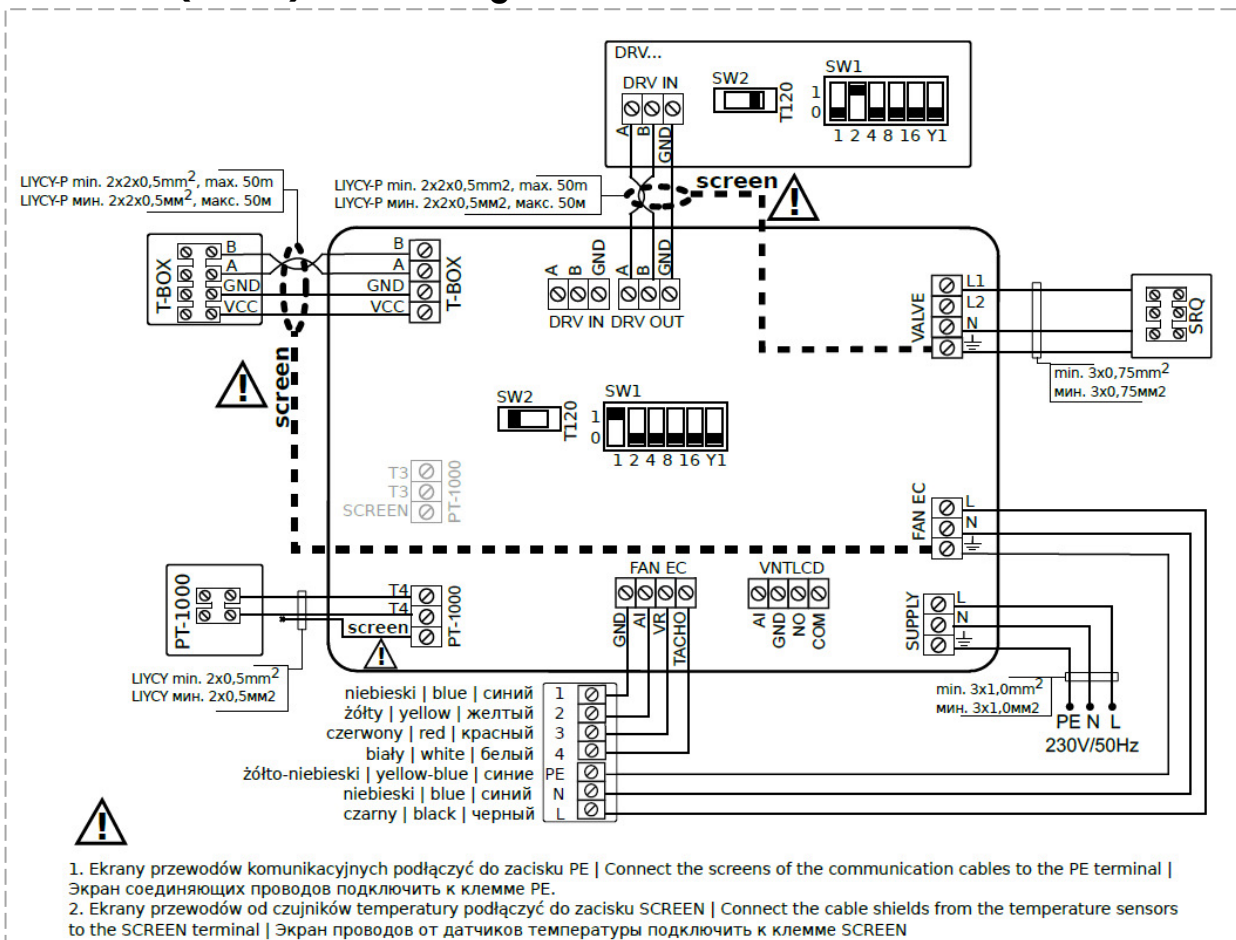 DRV...
DRV IN
SW2
SW1
T120
1
0
A
B
GND
1 2 4 8 16 Y1
screen
LIYCY-P min. 2x2x0,5mm², max. 50m
LIYCY-P мин. 2x2x0,5мм², макс. 50м
LIYCY-P min. 2x2x0,5mm2, max. 50m
LIYCY-P мин. 2x2x0,5мм2, макс. 50м
T-BOX
B
A
GND
VCC
B
A
GND
VCC
T-BOX
A
B
GND
A
B
GND
DRV IN
DRV OUT
VALVE
L1
L2
N
SRQ
min. 3x0,75mm²
мин. 3x0,75мм2
screen
SW2
SW1
T120
1
0
1 2 4 8 16 Y1
T3
T3
SCREEN
PT-1000
FAN EC
L
N
PT-1000
T4
T4
screen
PT-1000
LIYCY min. 2x0,5mm²
LIYCY мин. 2x0,5мм2
FAN EC
GND
AI
VR
TACHO
VNTLCD
AI
GND
NO
COM
SUPPLY
L
N
min. 3x1,0mm²
мин. 3x1,0мм2
PE N L
230V/50Hz
niebieski | blue | синий 1
żółty | yellow | желтый 2
czerwony | red | красный 3
biały | white | белый 4
żółto-niebieski | yellow-blue | синие PE
niebieski | blue | синий N
czarny | black | черный L
1. Ekrany przewodów komunikacyjnych podłączyć do zacisku PE | Connect the screens of the communication cables to the PE terminal |
Экран соединяющих проводов подключить к клемме PE.
2. Ekrany przewodów od czujników temperatury podłączyć do zacisku SCREEN | Connect the cable shields from the temperature sensors
to the SCREEN terminal | Экран проводов от датчиков температуры подключить к клемме SCREEN